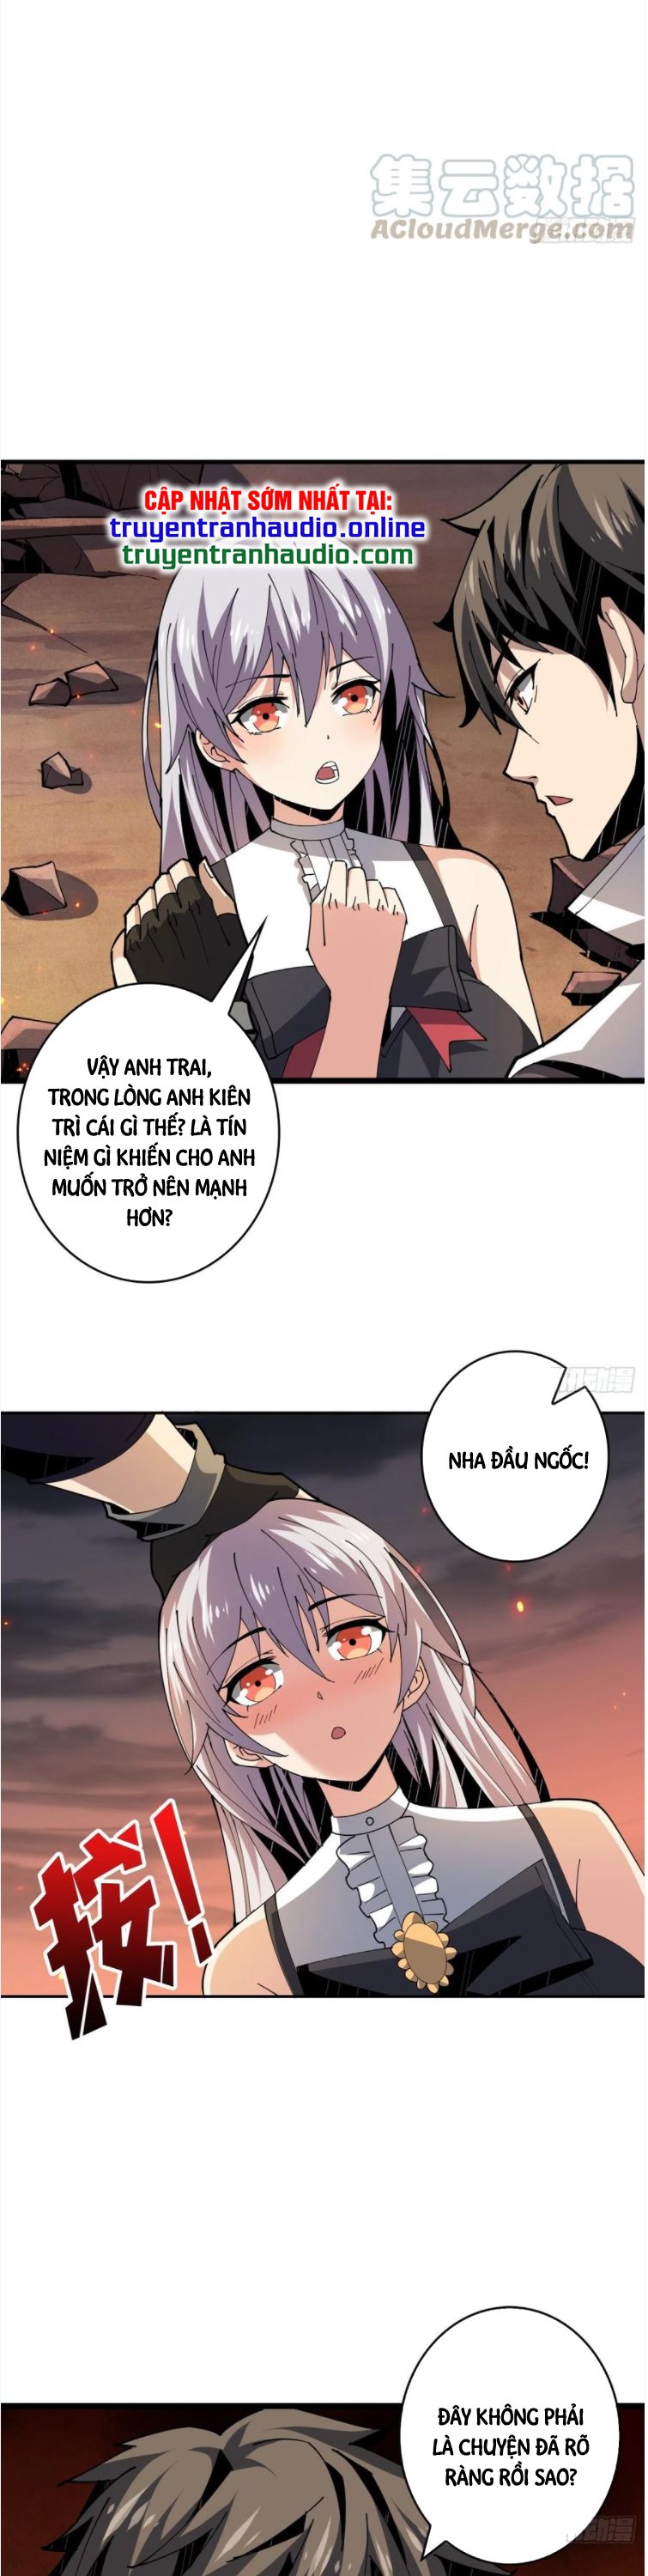 集云数据
ACloudMerge.com
CẬP NHẬT SỚM NHẤT TẠI:
truyentranhaudio.online
truyentranhaudio.com
VẬY ANH TRAI,
TRONG LÒNG ANH KIÊN
TRÌ CÁI GÌ THẾ? LÀ TÍN
NIỆM GÌ KHIẾN CHO ANH
MUỐN TRỞ NÊN MẠNH
HƠN?
NHA ĐẦU NGỐC!
按!
ĐÂY KHÔNG PHẢI
LÀ CHUYỆN ĐÃ RÕ
RÀNG RỒI SAO?